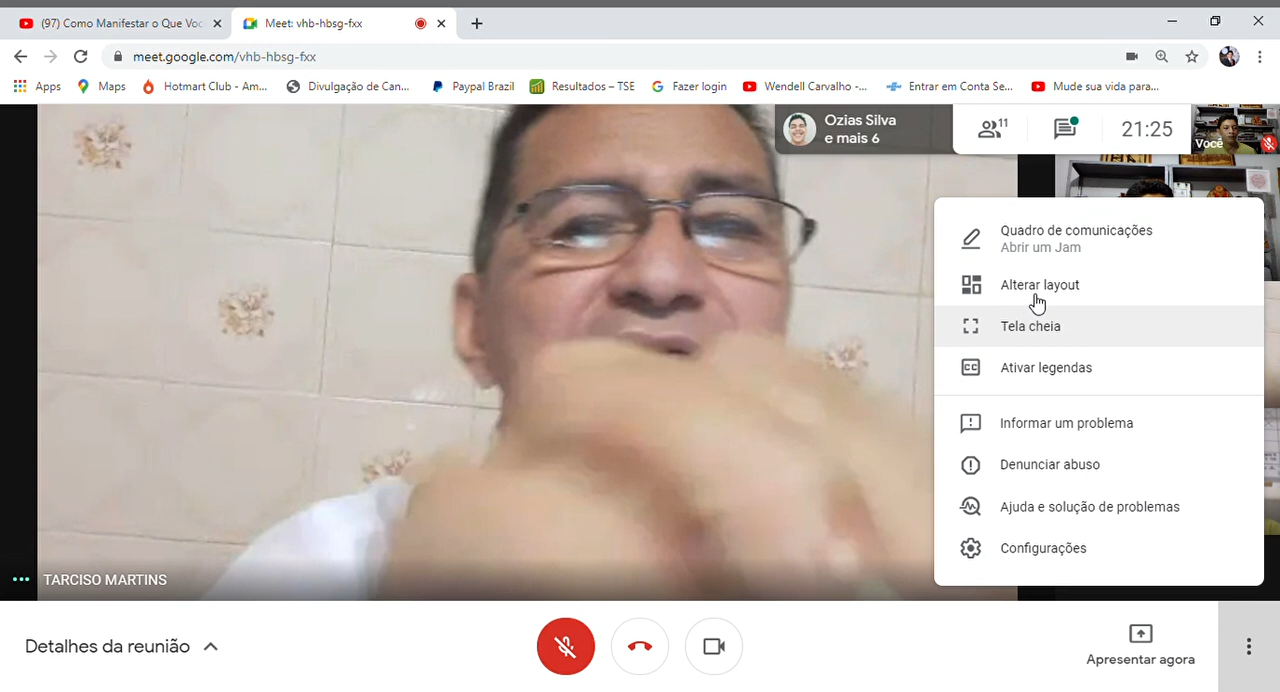 (97) Como Manifestar o Que Voc
Meet: vhb-hbsg-fxx
meet.google.com/vhb-hbsg-fxx
Apps
Maps
Hotmart Club - Am...
Divulgação de Can...
Paypal Brazil
Resultados – TSE
Fazer login
Wendell Carvalho -...
Entrar em Conta Se...
Mude sua vida para...
Ozias Silva
e mais 6
11
21:25
Você
Quadro de comunicações
Abrir um Jam
Alterar layout
Tela cheia
CC
Ativar legendas
Informar um problema
Denunciar abuso
Ajuda e solução de problemas
Configurações
TARCISO MARTINS
Detalhes da reunião
Apresentar agora